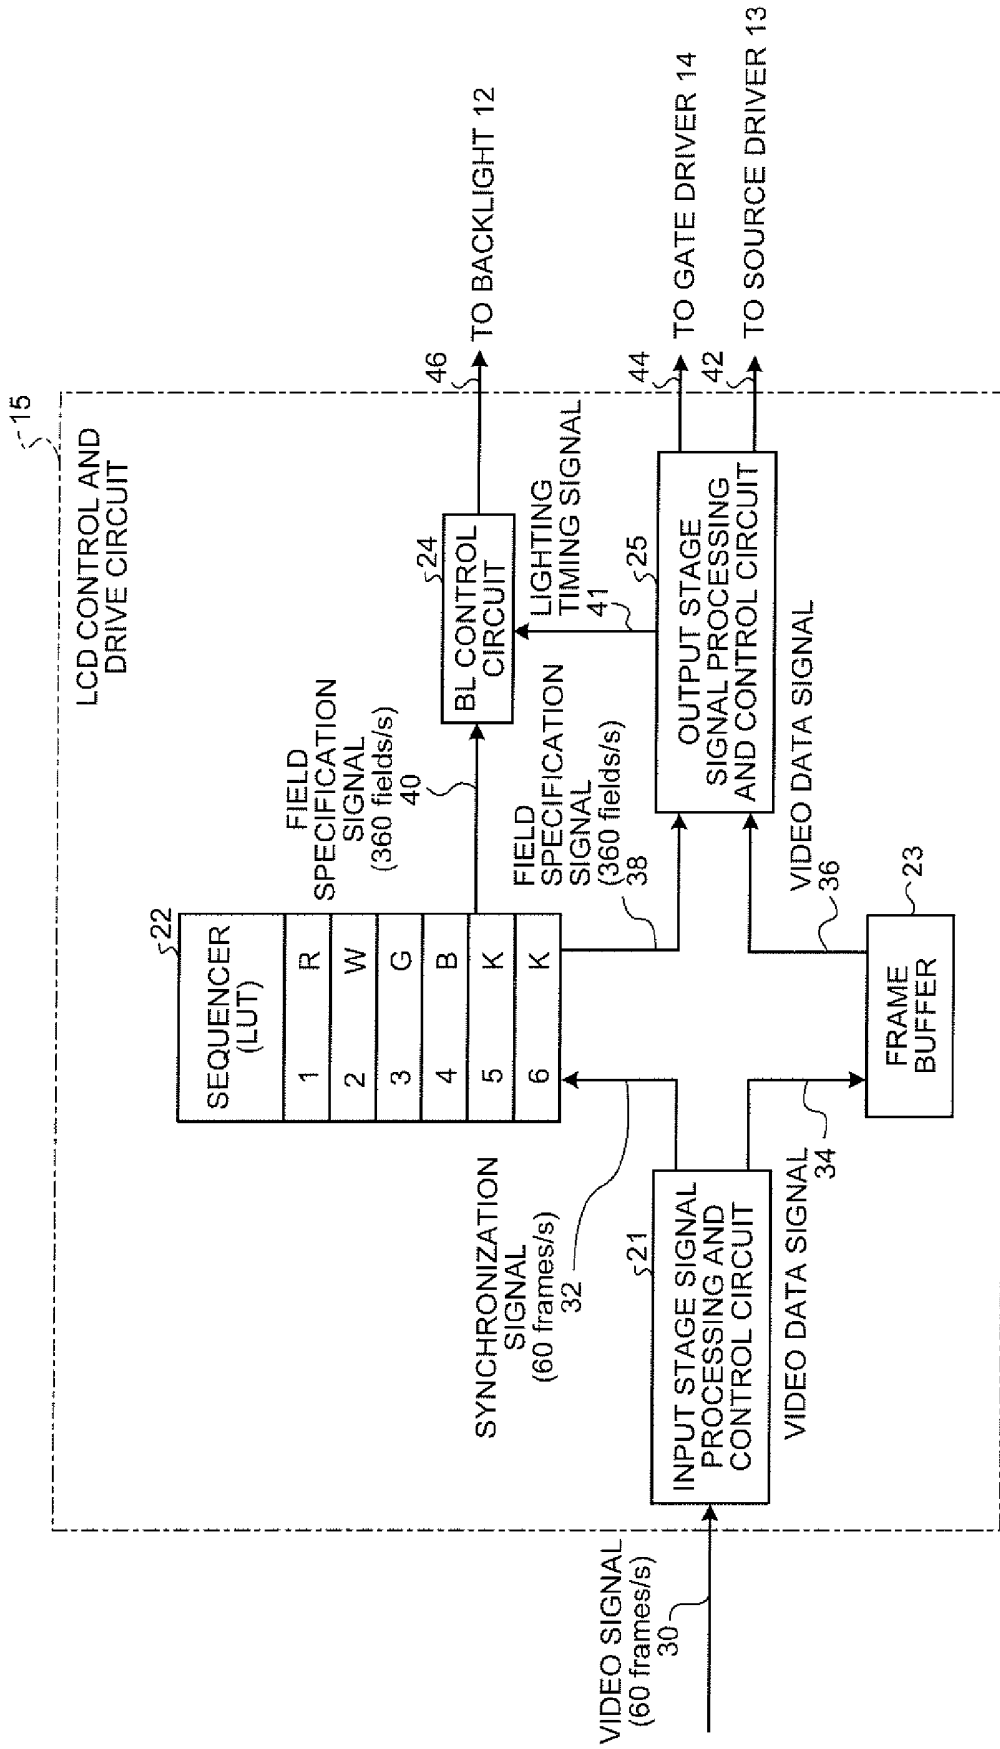 15
LCD CONTROL AND
DRIVE CIRCUIT
22
SEQUENCER
(LUT)
1 R
2 W
3 G
4 B
5 K
6 K
FIELD
SPECIFICATION
SIGNAL
(360 fields/s)
40
24
BL CONTROL
CIRCUIT
46
TO BACKLIGHT 12
SYNCHRONIZATION
SIGNAL
(60 frames/s)
32
FIELD
SPECIFICATION
SIGNAL
(360 fields/s)
38
LIGHTING
TIMING SIGNAL
41
VIDEO SIGNAL
(60 frames/s)
30
21
INPUT STAGE SIGNAL
PROCESSING AND
CONTROL CIRCUIT
25
OUTPUT STAGE
SIGNAL PROCESSING
AND CONTROL CIRCUIT
44
TO GATE DRIVER 14
42
TO SOURCE DRIVER 13
VIDEO DATA SIGNAL
34
VIDEO DATA SIGNAL
36
23
FRAME
BUFFER